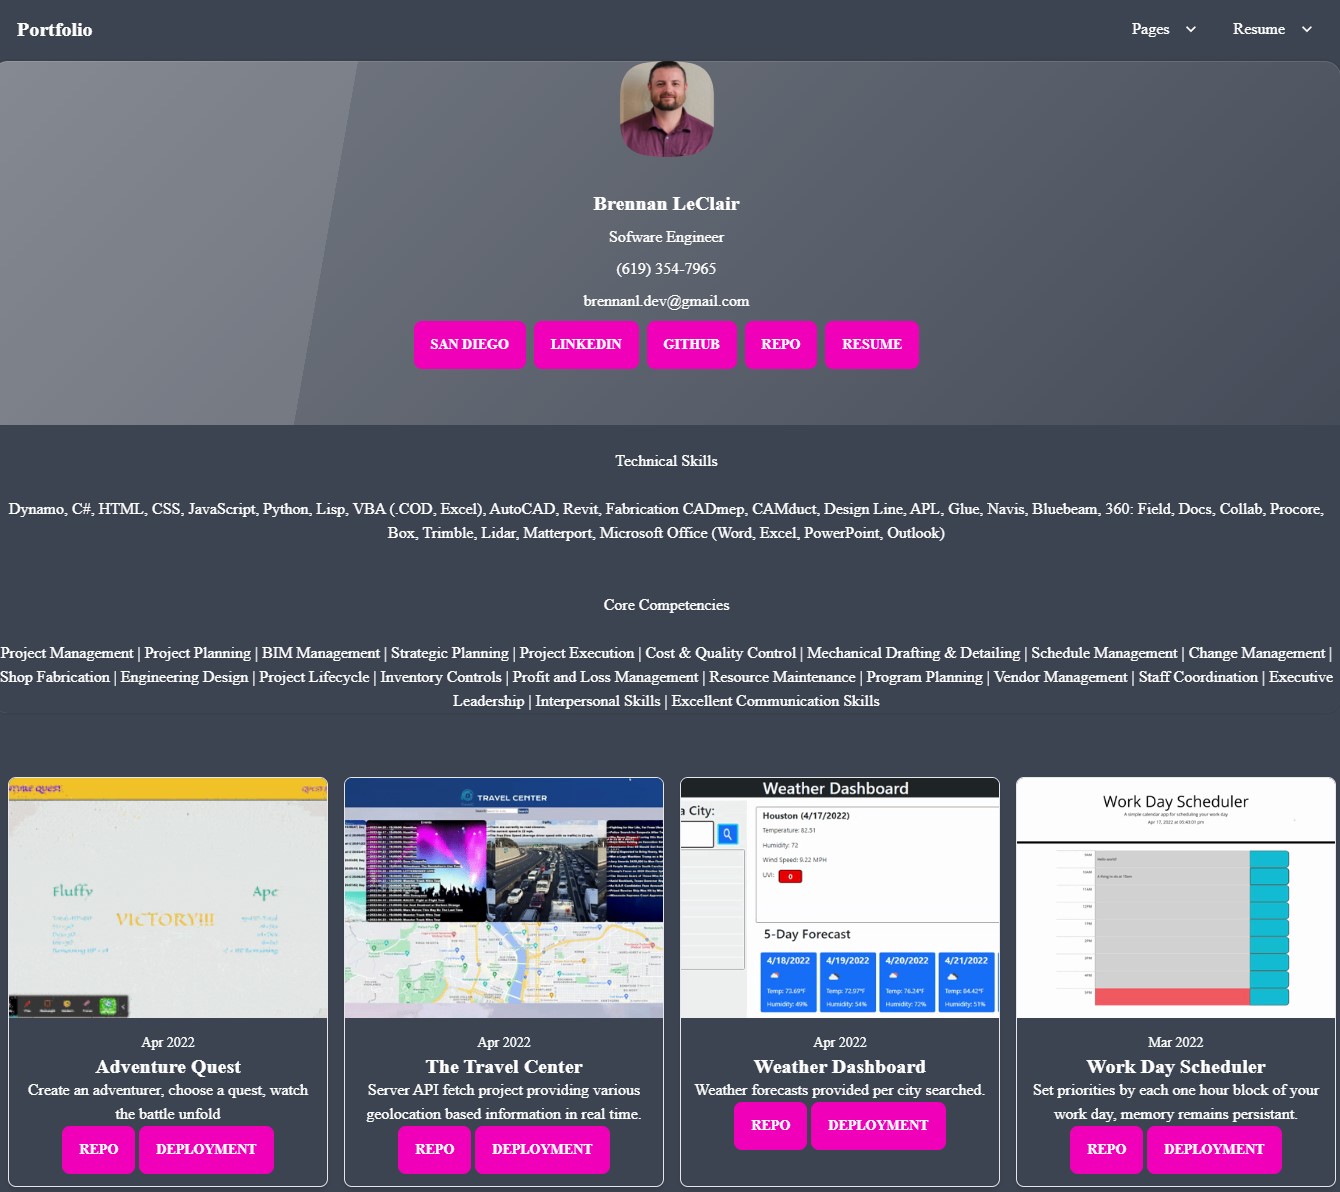 Portfolio
Pages
Resume
Brennan LeClair
Sofware Engineer
(619) 354-7965
brennanl.dev@gmail.com
SAN DIEGO
LINKEDIN
GITHUB
REPO
RESUME
Technical Skills
Dynamo, C#, HTML, CSS, JavaScript, Python, Lisp, VBA (.COD, Excel), AutoCAD, Revit, Fabrication CADmep, CAMduct, Design Line, APL, Glue, Navis, Bluebeam, 360: Field, Docs, Collab, Procore,
Box, Trimble, Lidar, Matterport, Microsoft Office (Word, Excel, PowerPoint, Outlook)
Core Competencies
Project Management | Project Planning | BIM Management | Strategic Planning | Project Execution | Cost & Quality Control | Mechanical Drafting & Detailing | Schedule Management | Change Management |
Shop Fabrication | Engineering Design | Project Lifecycle | Inventory Controls | Profit and Loss Management | Resource Maintenance | Program Planning | Vendor Management | Staff Coordination | Executive
Leadership | Interpersonal Skills | Excellent Communication Skills
Fluffy
Ape
VICTORY!!!
Apr 2022
Adventure Quest
Create an adventurer, choose a quest, watch
the battle unfold
REPO
DEPLOYMENT
TRAVEL CENTER
Apr 2022
The Travel Center
Server API fetch project providing various
geolocation based information in real time.
REPO
DEPLOYMENT
Weather Dashboard
a City:
Houston (4/17/2022)
Temperature: 82.51
Humidity: 72
Wind Speed: 9.22 MPH
UVI: 0
5-Day Forecast
4/18/2022
4/19/2022
4/20/2022
4/21/2022
Temp: 73.69°F
Temp: 72.97°F
Temp: 76.24°F
Temp: 84.42°F
Humidity: 49%
Humidity: 54%
Humidity: 72%
Humidity: 51%
Apr 2022
Weather Dashboard
Weather forecasts provided per city searched.
REPO
DEPLOYMENT
Work Day Scheduler
A simple calendar app for scheduling your work day
Mar 2022
Work Day Scheduler
Set priorities by each one hour block of your
work day, memory remains persistant.
REPO
DEPLOYMENT